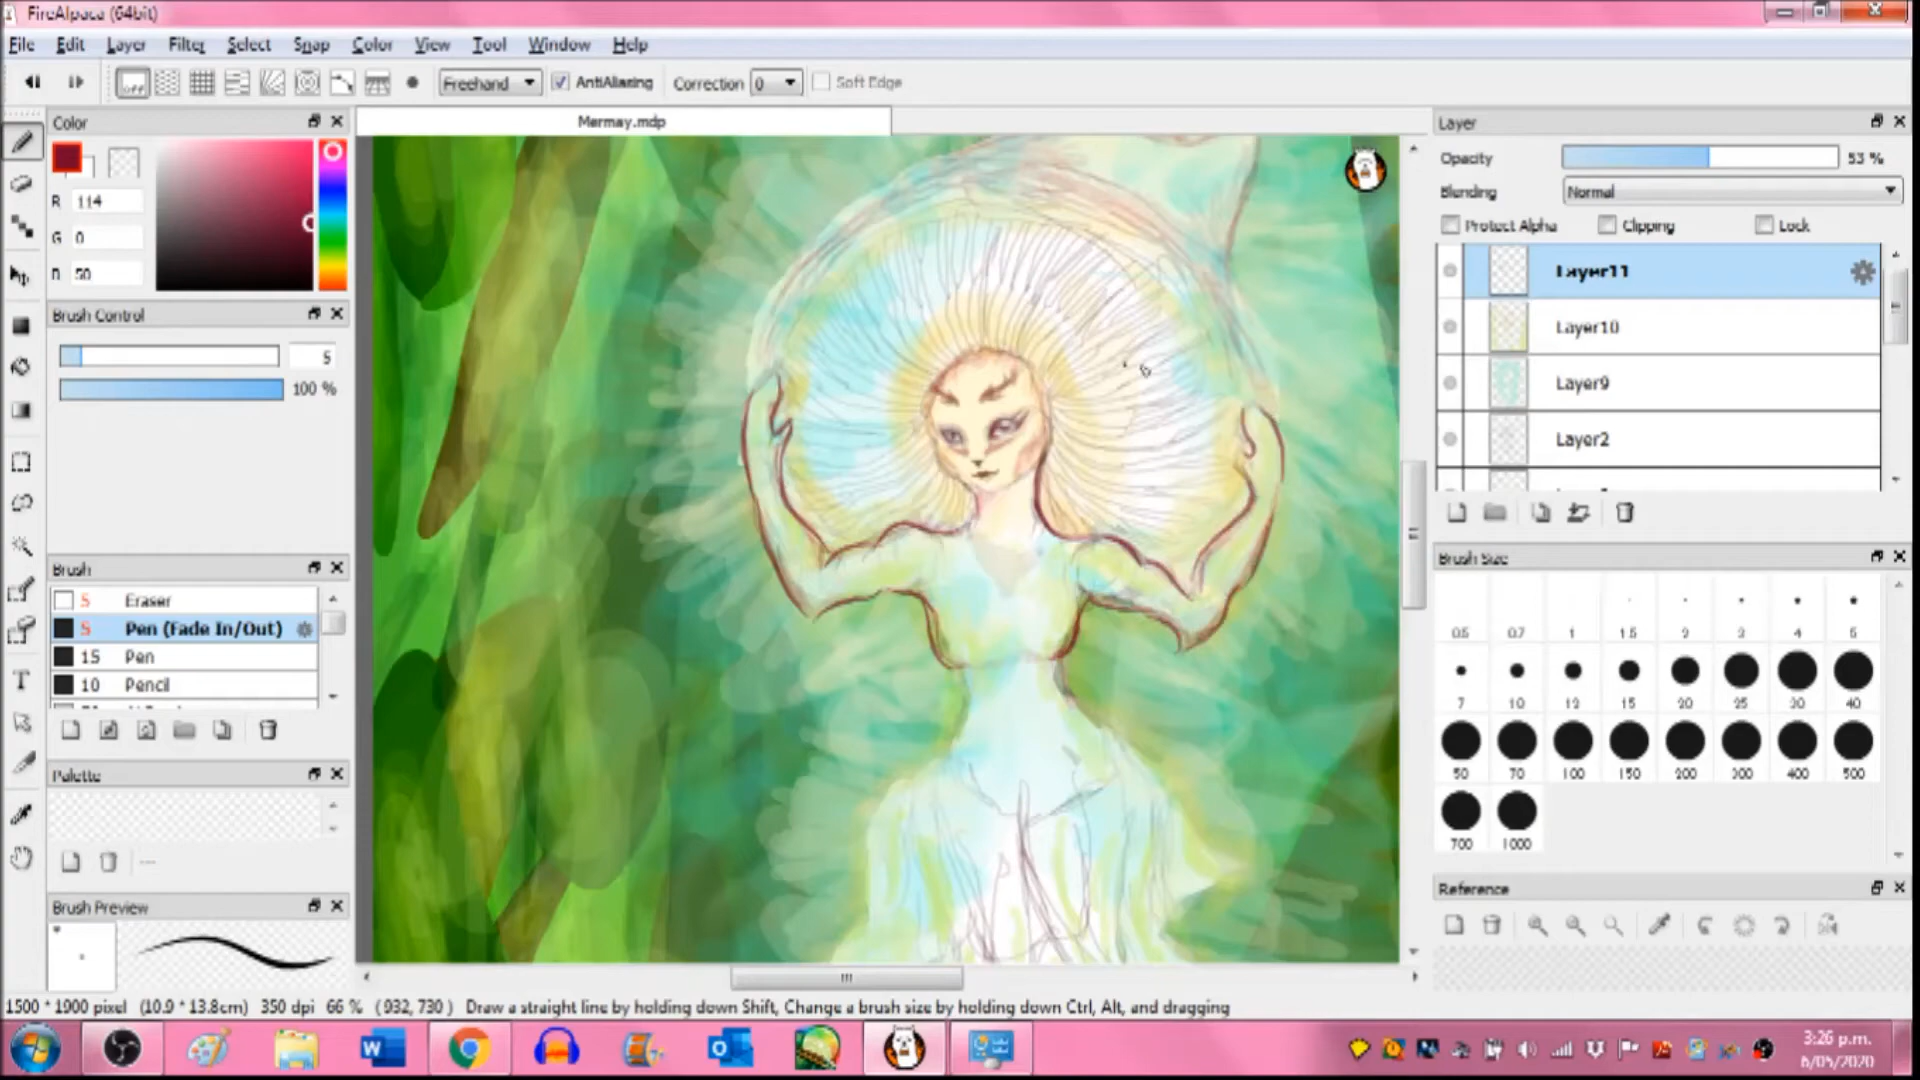 FireAlpaca (64bit)
File Edit Layer Filter Select Snap Color View Tool Window Help
off Freehand AntiAliasing Correction 0 Soft Edge
Color
R 114
G 0
B 50
Brush Control
5
100 %
Brush
5 Eraser
5 Pen (Fade In/Out)
15 Pen
10 Pencil
Palette
---
Brush Preview
Mermay.mdp
Layer
Opacity 53 %
Blending Normal
Protect Alpha Clipping Lock
Layer11
Layer10
Layer9
Layer2
Brush Size
0.5 0.7 1 1.5 2 3 4 5
7 10 12 15 20 25 30 40
50 70 100 150 200 300 400 500
700 1000
Reference
1500 * 1900 pixel (10.9 * 13.8cm) 350 dpi 66 % ( 932, 730 ) Draw a straight line by holding down Shift, Change a brush size by holding down Ctrl, Alt, and dragging
3:26 p.m.
6/05/2020